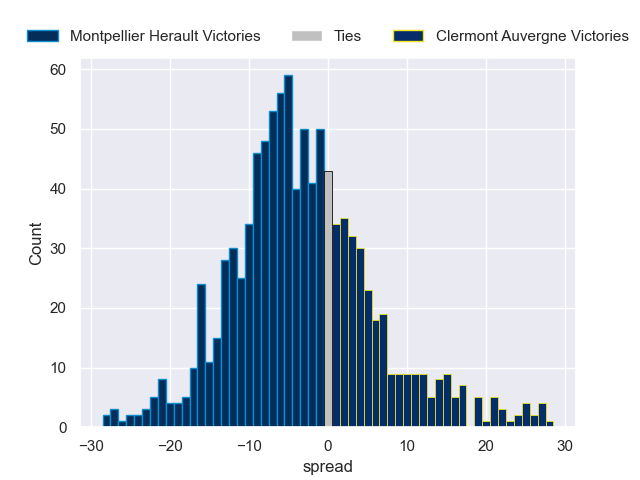 Montpellier Herault Victories Ties Clermont Auvergne Victories
60
50
40
30
20
10
0
Count
−30 −20 −10 0 10 20 30
spread